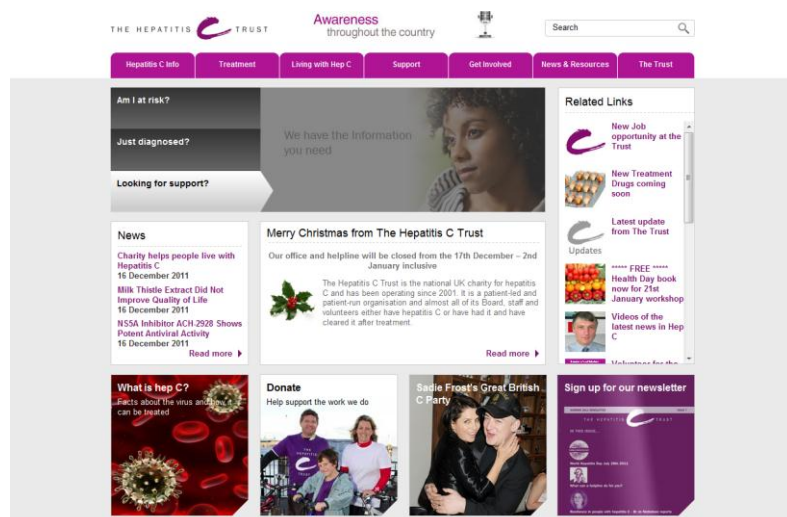 THE HEPATITIS C TRUST
Awareness
throughout the country
Search
Hepatitis C Info
Treatment
Living with Hep C
Support
Get Involved
News & Resources
The Trust
Am I at risk?
Just diagnosed?
Looking for support?
We have the Information
you need
Related Links
New Job
opportunity at the
Trust
New Treatment
Drugs coming
soon
Latest update
from The Trust
Updates
***** FREE *****
Health Day book
now for 21st
January workshop
Videos of the
latest news in Hep
C
News
Charity helps people live with
Hepatitis C
16 December 2011
Milk Thistle Extract Did Not
Improve Quality of Life
16 December 2011
NS5A Inhibitor ACH-2928 Shows
Potent Antiviral Activity
16 December 2011
Read more
Merry Christmas from The Hepatitis C Trust
Our office and helpline will be closed from the 17th December – 2nd
January inclusive
The Hepatitis C Trust is the national UK charity for hepatitis
C and has been operating since 2001. It is a patient-led and
patient-run organisation and almost all of its Board, staff and
volunteers either have hepatitis C or have had it and have
cleared it after treatment.
Read more
What is hep C?
Facts about the virus and how it
can be treated
Donate
Help support the work we do
Sadie Frost's Great British
C Party
Sign up for our newsletter
THE HEPATITIS C TRUST